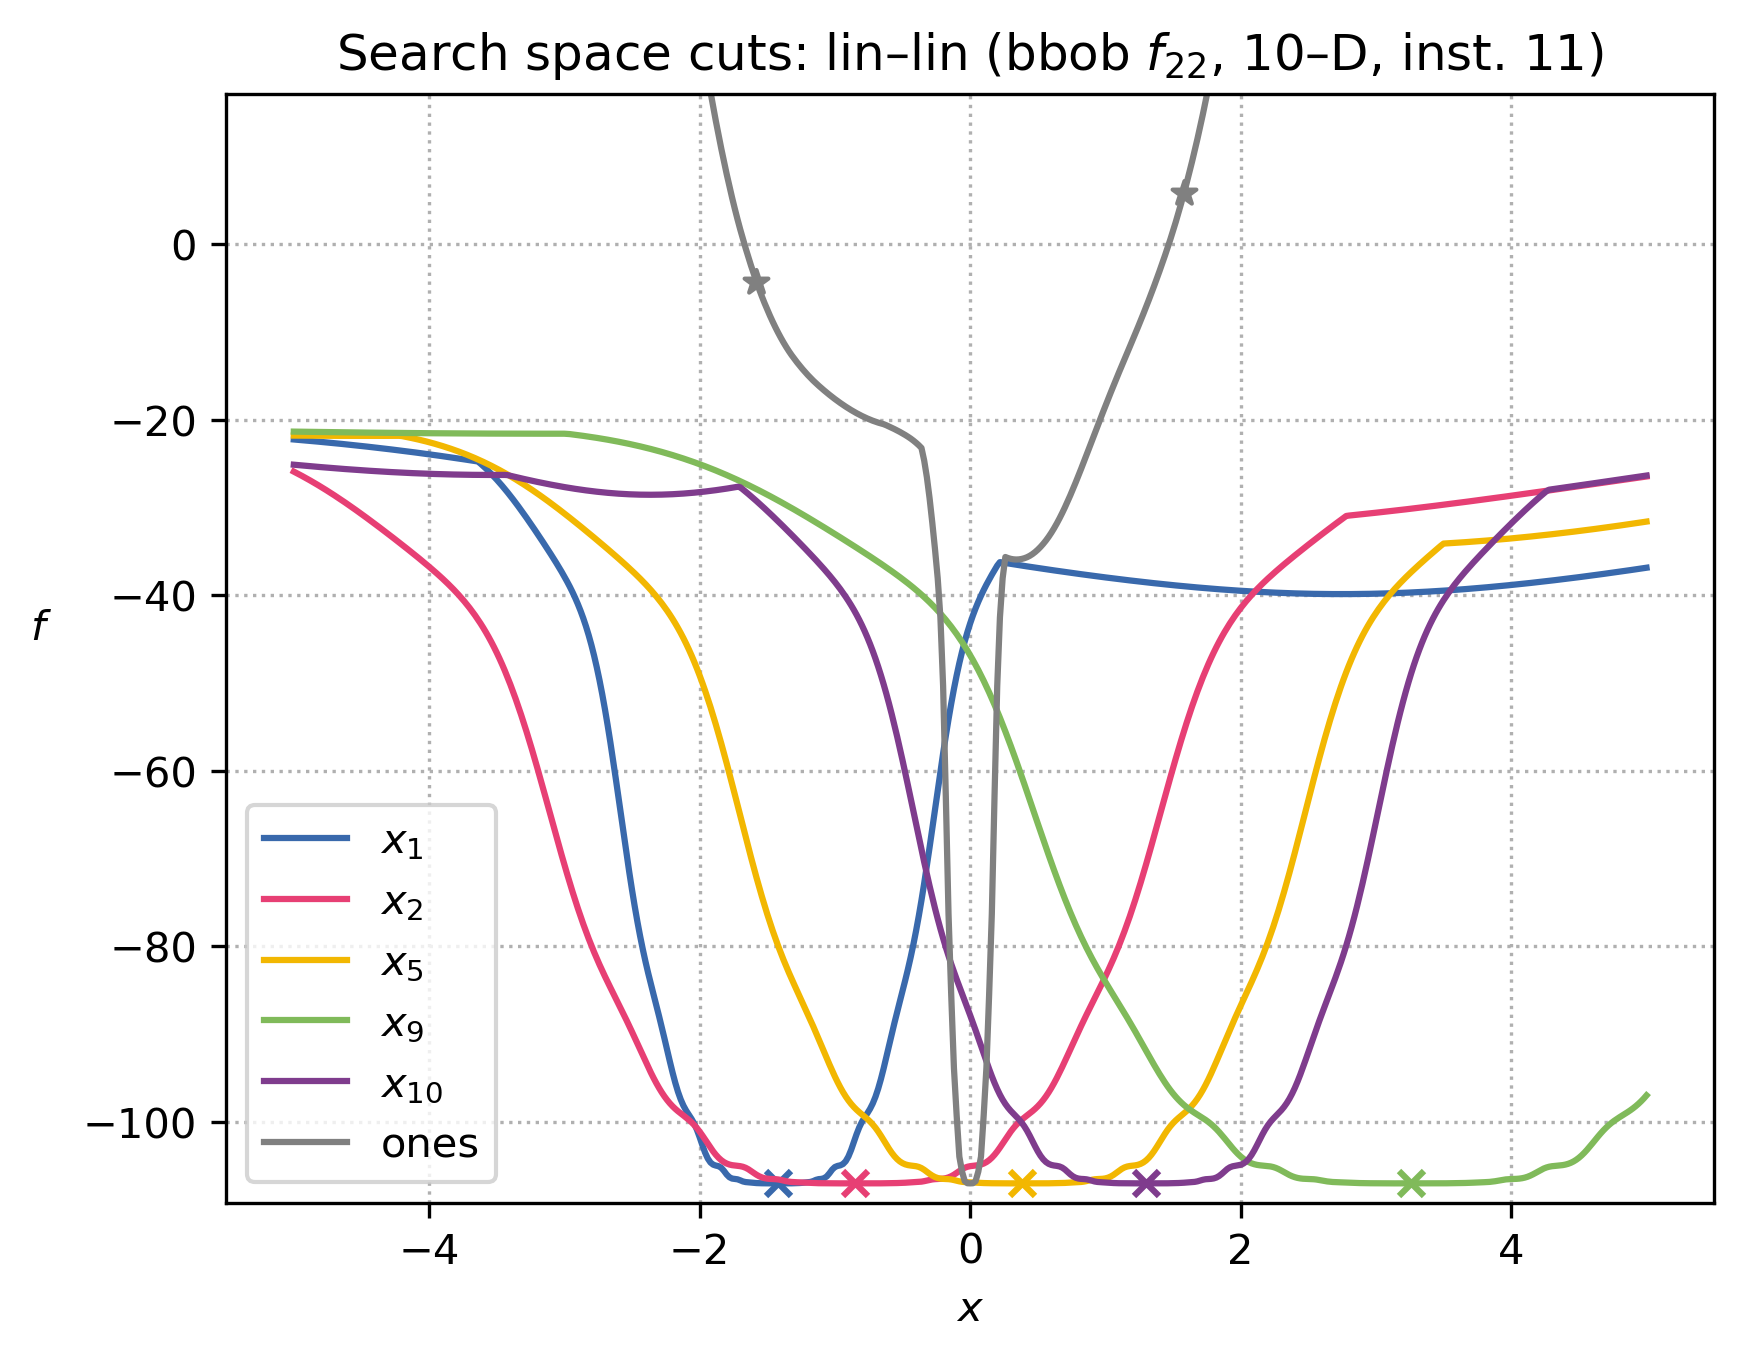 Search space cuts: lin–lin (bbob f₂₂, 10–D, inst. 11)
0
−20
−40
−60
−80
−100
f
x₁
x₂
x₅
x₉
x₁₀
ones
−4
−2
0
2
4
x